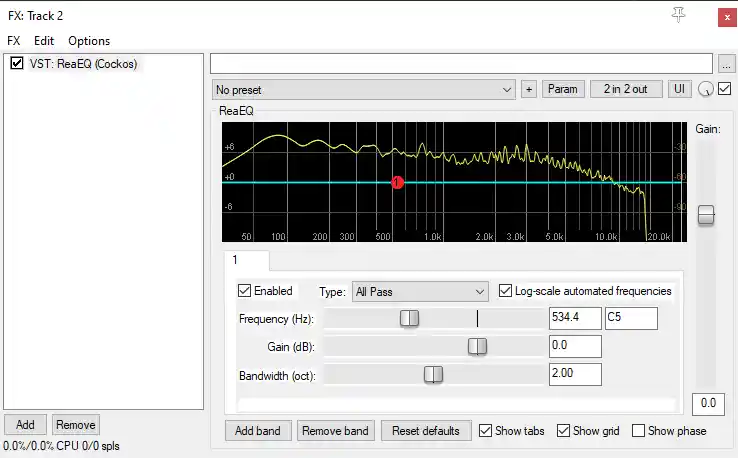 FX: Track 2
FX Edit Options
VST: ReaEQ (Cockos)
...
No preset
+
Param
2 in 2 out
UI
ReaEQ
Gain:
+6
+0
-6
-30
-60
-90
50 100 200 300 500 1.0k 2.0k 3.0k 5.0k 10.0k 20.0k
1
1
Enabled
Type: All Pass
Log-scale automated frequencies
Frequency (Hz): 534.4 C5
Gain (dB): 0.0
Bandwidth (oct): 2.00
0.0
Add Remove
Add band Remove band Reset defaults Show tabs Show grid Show phase
0.0%/0.0% CPU 0/0 spls